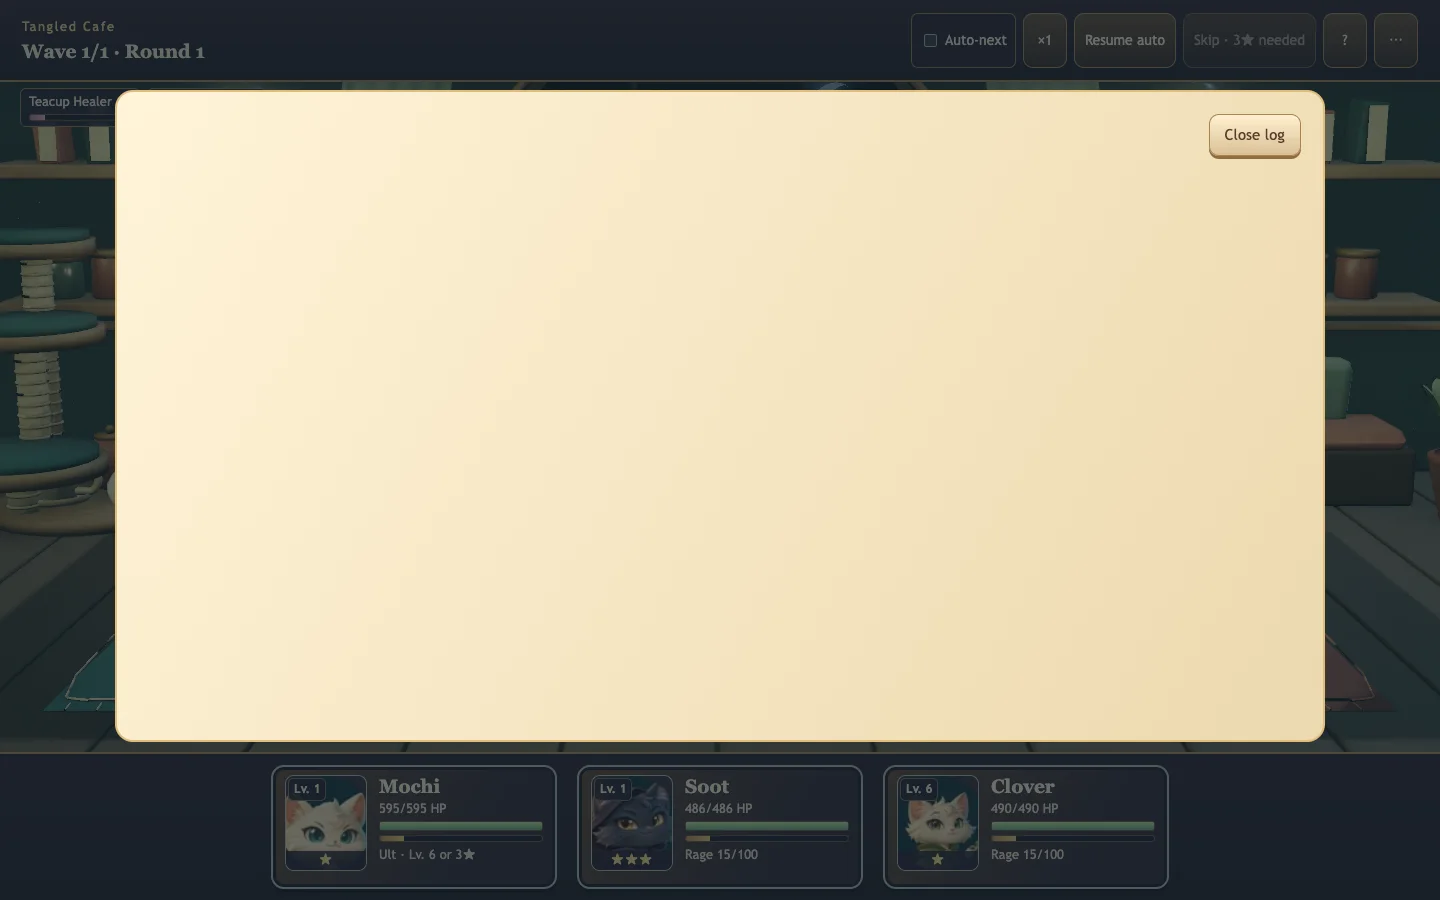 Tangled Cafe
Wave 1/1 · Round 1
Auto-next
×1
Resume auto
Skip · 3★ needed
?
···
Teacup Healer
Close log
Lv. 1
Mochi
595/595 HP
Ult · Lv. 6 or 3★
★
Lv. 1
Soot
486/486 HP
Rage 15/100
★★★
Lv. 6
Clover
490/490 HP
Rage 15/100
★